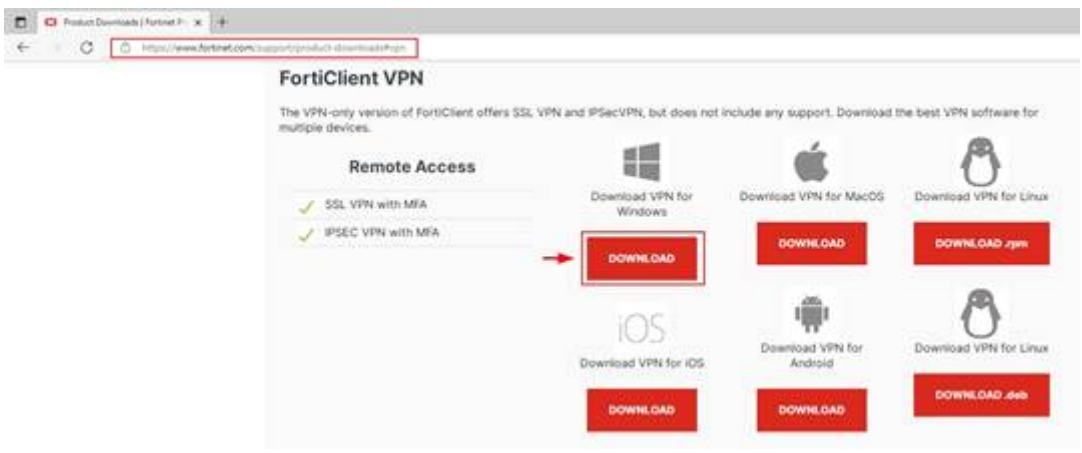 Product Downloads | Fortinet P
https://www.fortinet.com/support/product-downloads#vpn
FortiClient VPN
The VPN-only version of FortiClient offers SSL VPN and IPSecVPN, but does not include any support. Download the best VPN software for
multiple devices.
Remote Access
SSL VPN with MFA
IPSEC VPN with MFA
Download VPN for
Windows
DOWNLOAD
Download VPN for MacOS
DOWNLOAD
Download VPN for Linux
DOWNLOAD .rpm
iOS
Download VPN for iOS
DOWNLOAD
Download VPN for
Android
DOWNLOAD
Download VPN for Linux
DOWNLOAD .deb